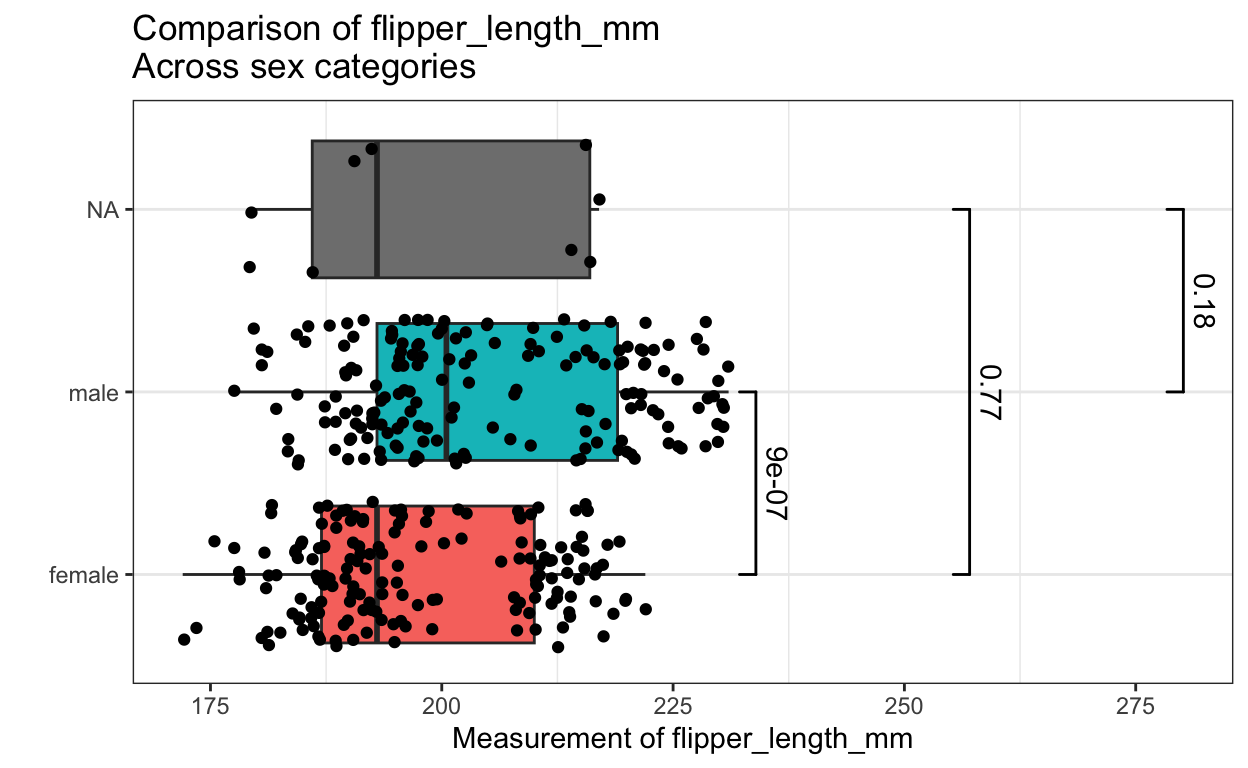 Comparison of flipper_length_mm
Across sex categories
NA
male
female
0.18
0.77
9e-07
175
200
225
250
275
Measurement of flipper_length_mm